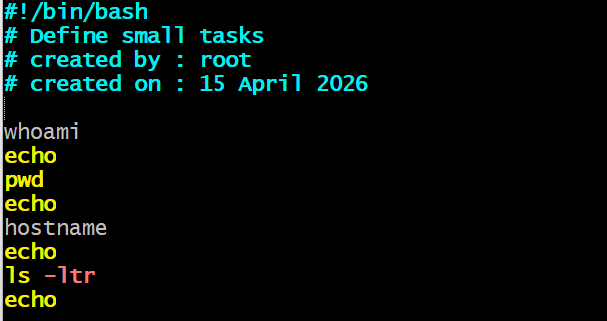 #!/bin/bash
# Define small tasks
# created by : root
# created on : 15 April 2026
whoami
echo
pwd
echo
hostname
echo
ls -ltr
echo